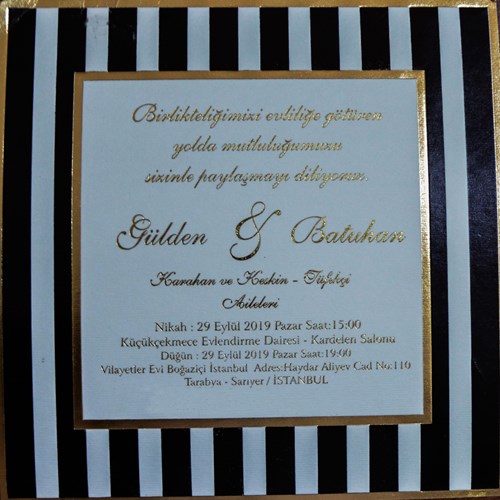 Birlikteliğimizi evliliğe götüren
yolda mutluluğumuzu
sizinle paylaşmayı diliyoruz.
Gülden & Batuhan
Karahan ve Keskin - Tüfekçi
Aileleri
Nikah : 29 Eylül 2019 Pazar Saat:15:00
Küçükçekmece Evlendirme Dairesi - Kardelen Salonu
Düğün : 29 Eylül 2019 Pazar Saat:19:00
Vilayetler Evi Boğaziçi İstanbul Adres:Haydar Aliyev Cad No:110
Tarabya - Sarıyer / İSTANBUL